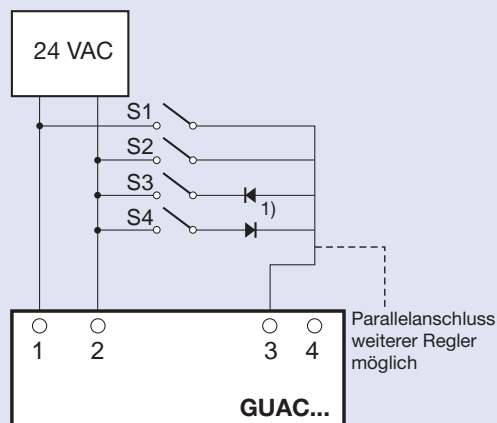 24 VAC
S1
S2
S3
1)
S4
Parallelanschluss
weiterer Regler
möglich
1 2 3 4
GUAC...